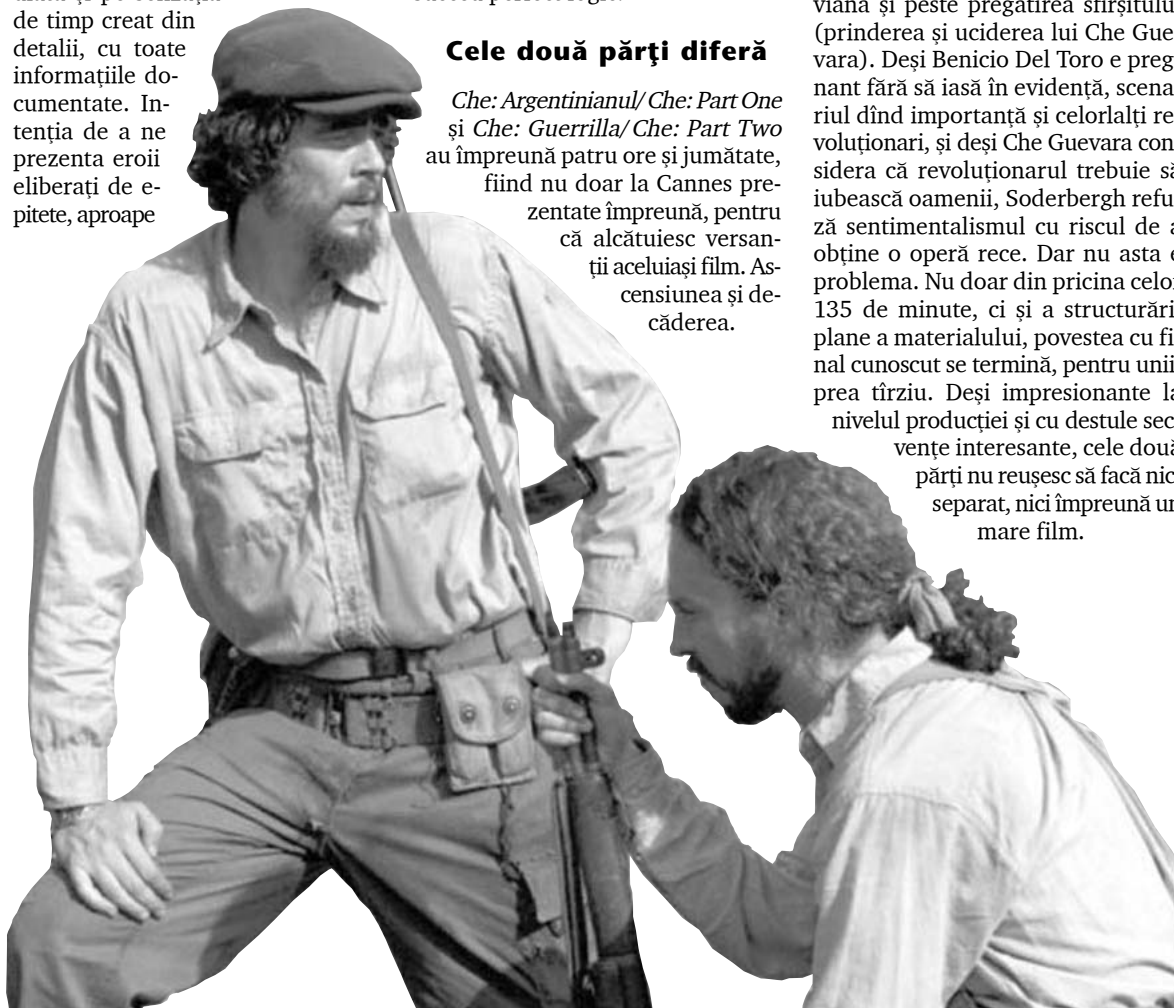 de timp creat din
detalii, cu toate
informațiile do-
cumentate. In-
tenția de a ne
prezenta eroii
eliberați de e-
pitete, aproape
Cele două părți diferă
Che: Argentinianul/ Che: Part One
și Che: Guerrilla/ Che: Part Two
au împreună patru ore și jumătate,
fiind nu doar la Cannes pre-
zentate împreună, pentru
că alcătuiesc versan-
ții aceluiași film. As-
censiunea și de-
căderea.
viana și peste pregătirea sfîrșitulu
(prinderea și uciderea lui Che Gue
vara). Deși Benicio Del Toro e preg
nant fără să iasă în evidență, scena
riul dînd importanță și celorlalți re
voluționari, și deși Che Guevara con
sidera că revoluționarul trebuie să
iubească oamenii, Soderbergh refu
ză sentimentalismul cu riscul de a
obține o operă rece. Dar nu asta e
problema. Nu doar din pricina celor
135 de minute, ci și a structurări
plane a materialului, povestea cu fi
nal cunoscut se termină, pentru unii
prea tîrziu. Deși impresionante la
nivelul producției și cu destule sec
vențe interesante, cele două
părți nu reușesc să facă nic
separat, nici împreună un
mare film.